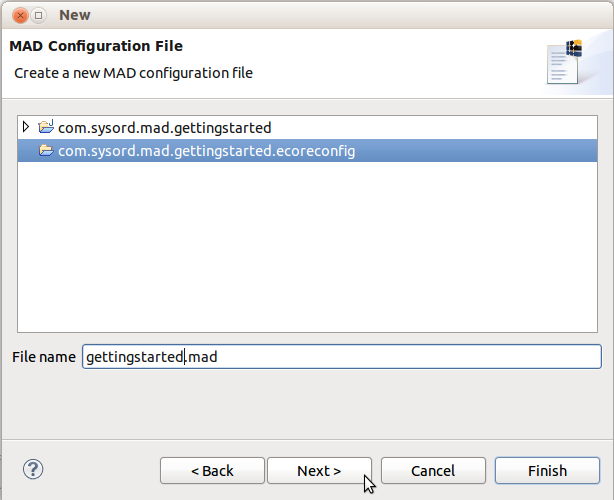 New
MAD Configuration File
Create a new MAD configuration file
com.sysord.mad.gettingstarted
com.sysord.mad.gettingstarted.ecoreconfig
File name gettingstarted.mad
? < Back Next > Cancel Finish